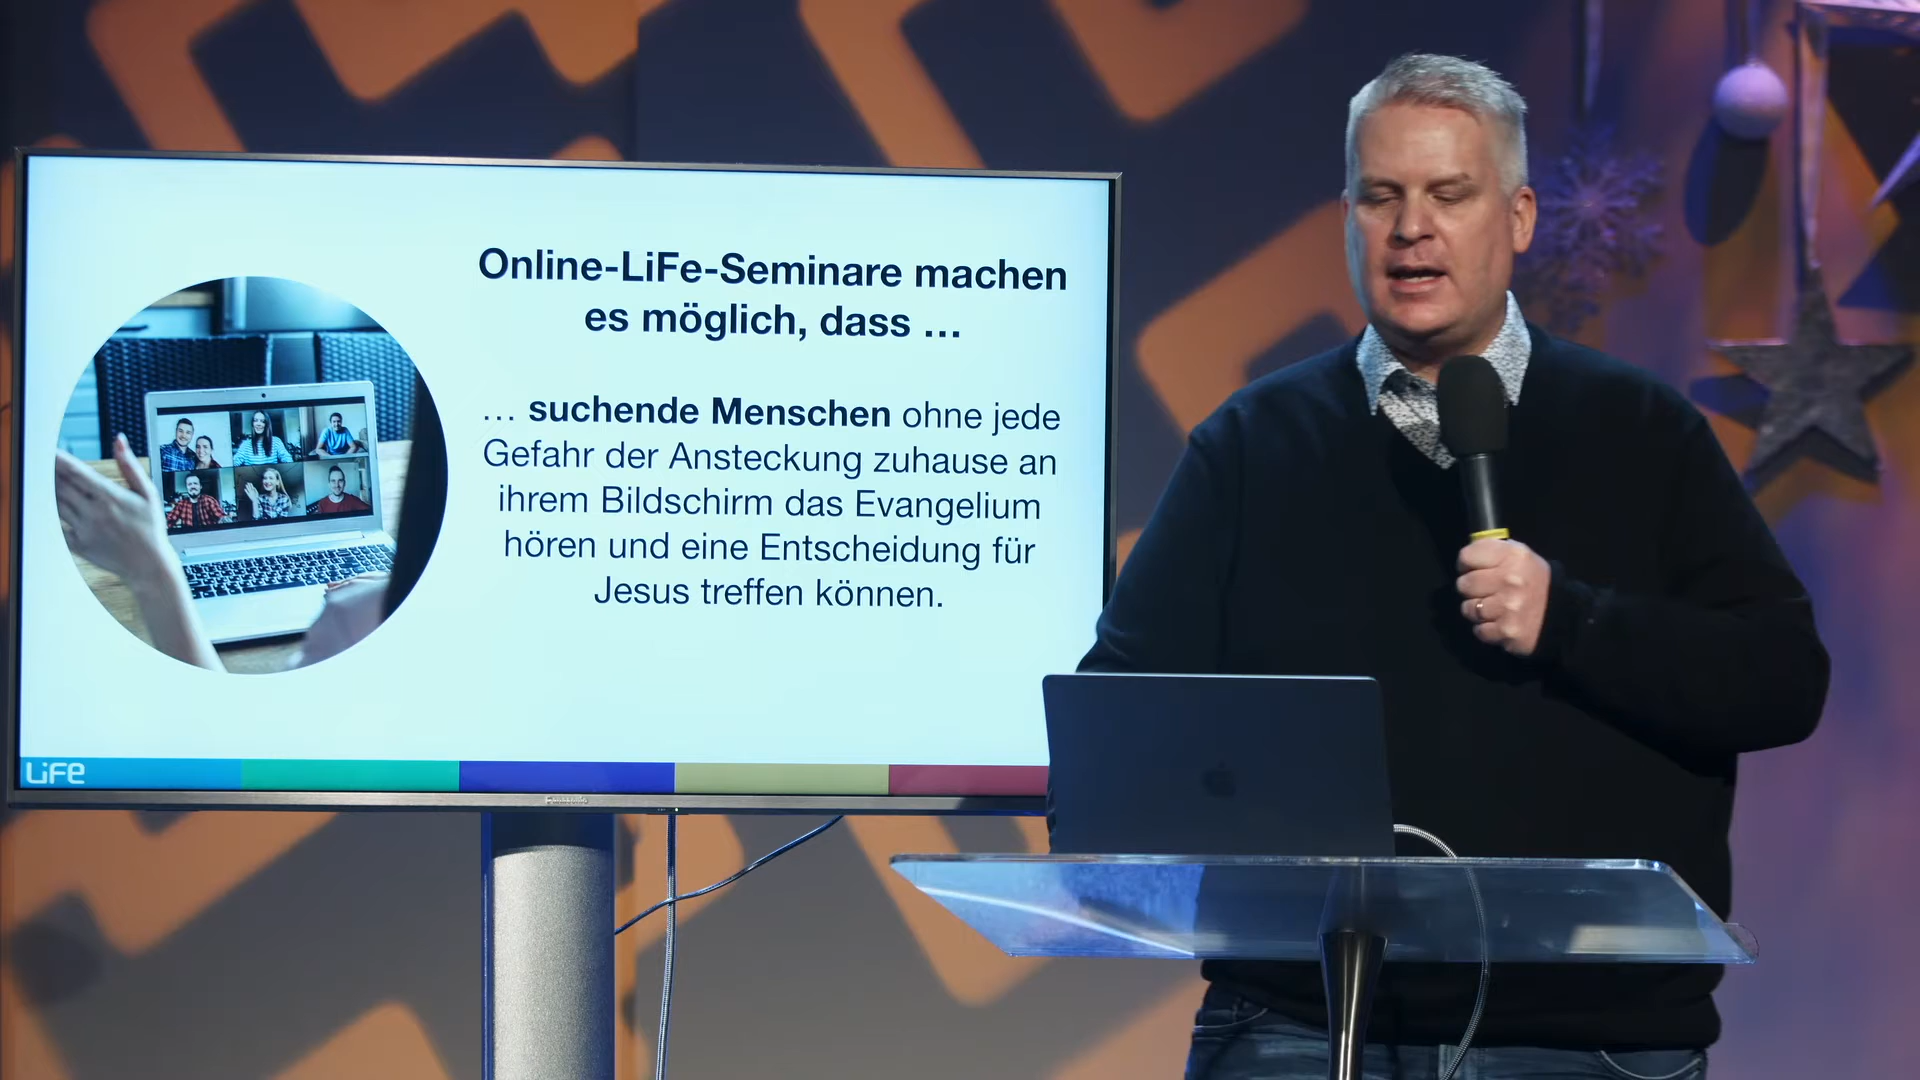 Online-LiFe-Seminare machen
es möglich, dass …
… suchende Menschen ohne jede
Gefahr der Ansteckung zuhause an
ihrem Bildschirm das Evangelium
hören und eine Entscheidung für
Jesus treffen können.
LiFe
Panasonic